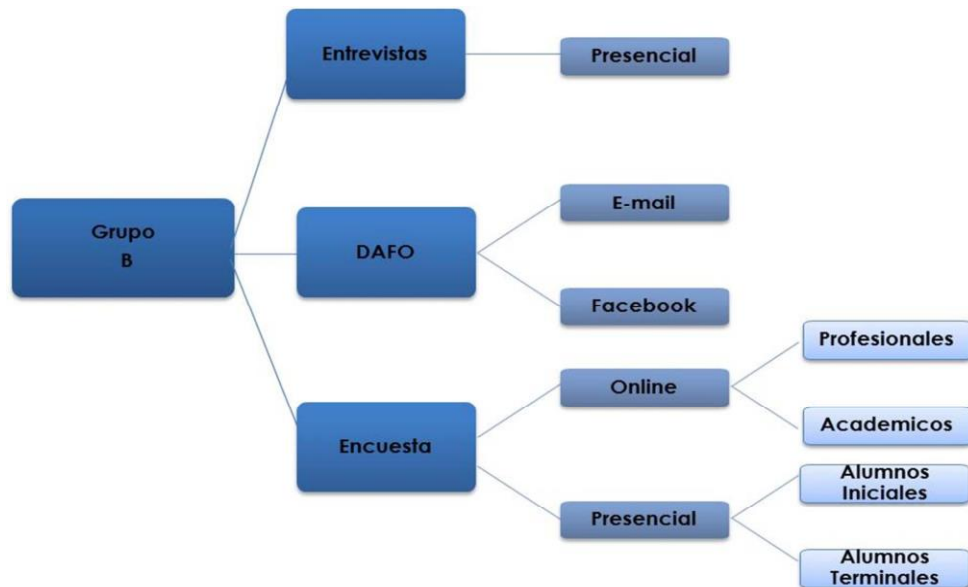 Entrevistas
Presencial
Grupo
B
DAFO
E-mail
Facebook
Encuesta
Online
Profesionales
Academicos
Presencial
Alumnos
Iniciales
Alumnos
Terminales